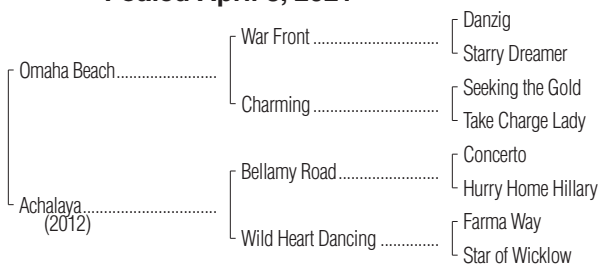 Foaled April 2021
Danzig
War Front
Starry Dreamer
Omaha Beach
Seeking the Gold
Charming
Take Charge Lady
Concerto
Bellamy Road
Hurry Home Hillary
Achalaya
(2012)
Farma Way
Wild Heart Dancing
Star of Wicklow